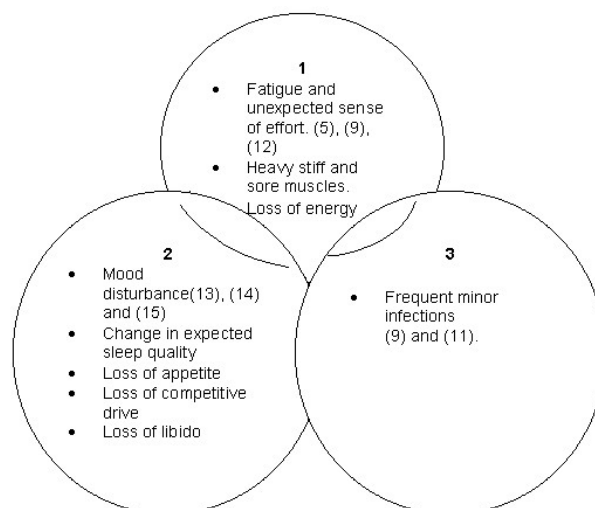 1
• Fatigue and
unexpected sense
of effort. (5), (9),
(12)
• Heavy stiff and
sore muscles.
Loss of energy
2
• Mood
disturbance(13), (14)
and (15)
• Change in expected
sleep quality
• Loss of appetite
• Loss of competitive
drive
• Loss of libido
3
• Frequent minor
infections
(9) and (11).